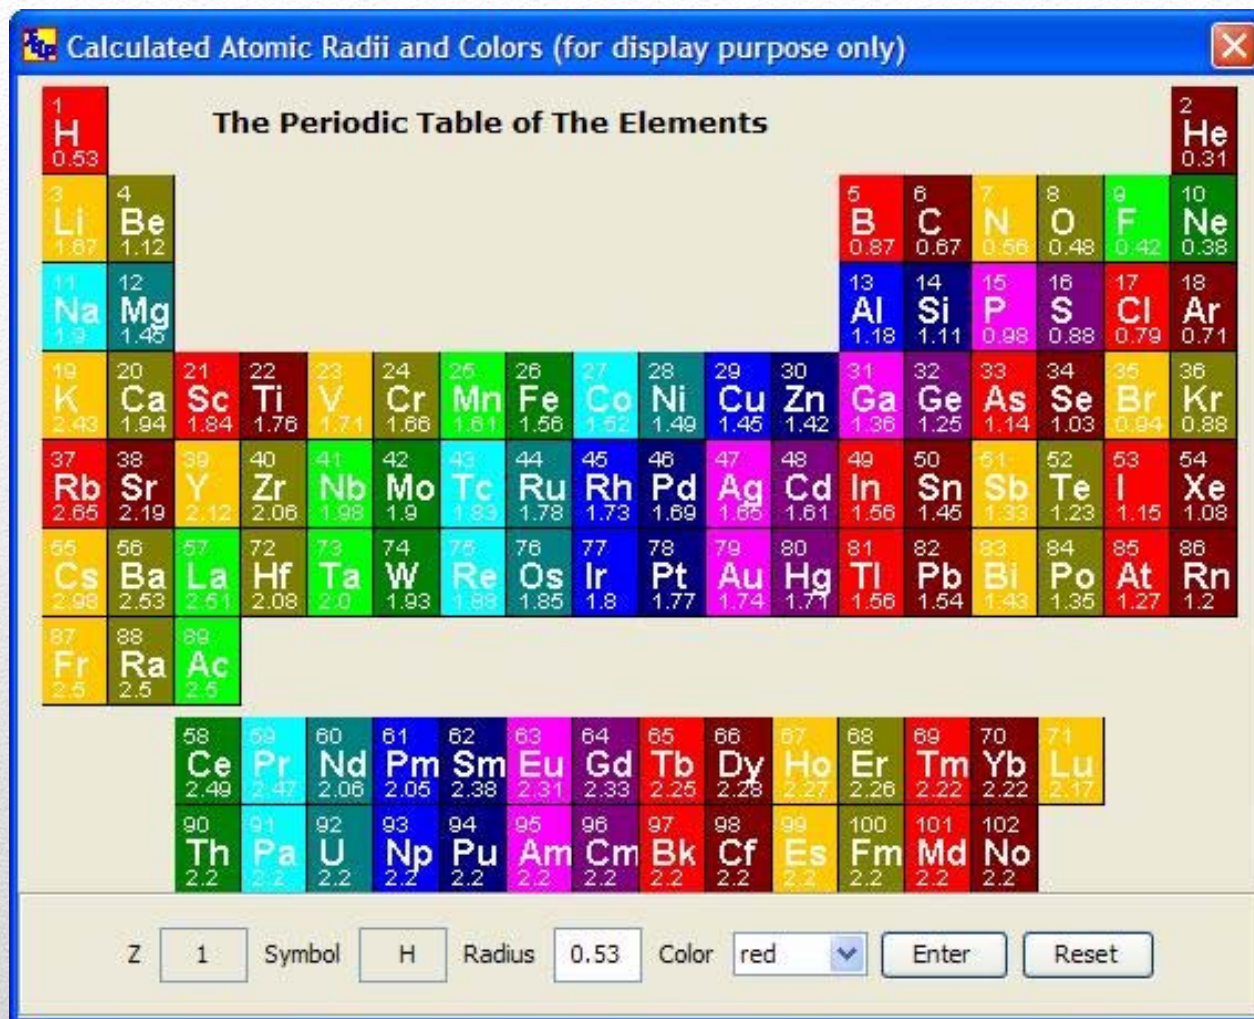 Calculated Atomic Radii and Colors (for display purpose only)
The Periodic Table of The Elements
1 2
H He
0.53 0.31
3 4 5 6 7 8 9 10
Li Be B C N O F Ne
1.67 1.12 0.87 0.67 0.56 0.48 0.42 0.38
11 12 13 14 15 16 17 18
Na Mg Al Si P S Cl Ar
1.9 1.45 1.18 1.11 0.98 0.88 0.79 0.71
19 20 21 22 23 24 25 26 27 28 29 30 31 32 33 34 35 36
K Ca Sc Ti V Cr Mn Fe Co Ni Cu Zn Ga Ge As Se Br Kr
2.43 1.94 1.84 1.76 1.71 1.66 1.61 1.56 1.52 1.49 1.45 1.42 1.36 1.25 1.14 1.03 0.94 0.88
37 38 39 40 41 42 43 44 45 46 47 48 49 50 51 52 53 54
Rb Sr Y Zr Nb Mo Tc Ru Rh Pd Ag Cd In Sn Sb Te I Xe
2.65 2.19 2.12 2.06 1.98 1.9 1.83 1.78 1.73 1.69 1.65 1.61 1.56 1.45 1.33 1.23 1.15 1.08
55 56 57 72 73 74 75 76 77 78 79 80 81 82 83 84 85 86
Cs Ba La Hf Ta W Re Os Ir Pt Au Hg Tl Pb Bi Po At Rn
2.98 2.53 2.51 2.08 2.0 1.93 1.88 1.85 1.8 1.77 1.74 1.71 1.56 1.54 1.43 1.35 1.27 1.2
87 88 89
Fr Ra Ac
2.5 2.5 2.5
58 59 60 61 62 63 64 65 66 67 68 69 70 71
Ce Pr Nd Pm Sm Eu Gd Tb Dy Ho Er Tm Yb Lu
2.49 2.47 2.06 2.05 2.38 2.31 2.33 2.25 2.28 2.27 2.26 2.22 2.22 2.17
90 91 92 93 94 95 96 97 98 99 100 101 102
Th Pa U Np Pu Am Cm Bk Cf Es Fm Md No
2.2 2.2 2.2 2.2 2.2 2.2 2.2 2.2 2.2 2.2 2.2 2.2 2.2
Z 1 Symbol H Radius 0.53 Color red Enter Reset